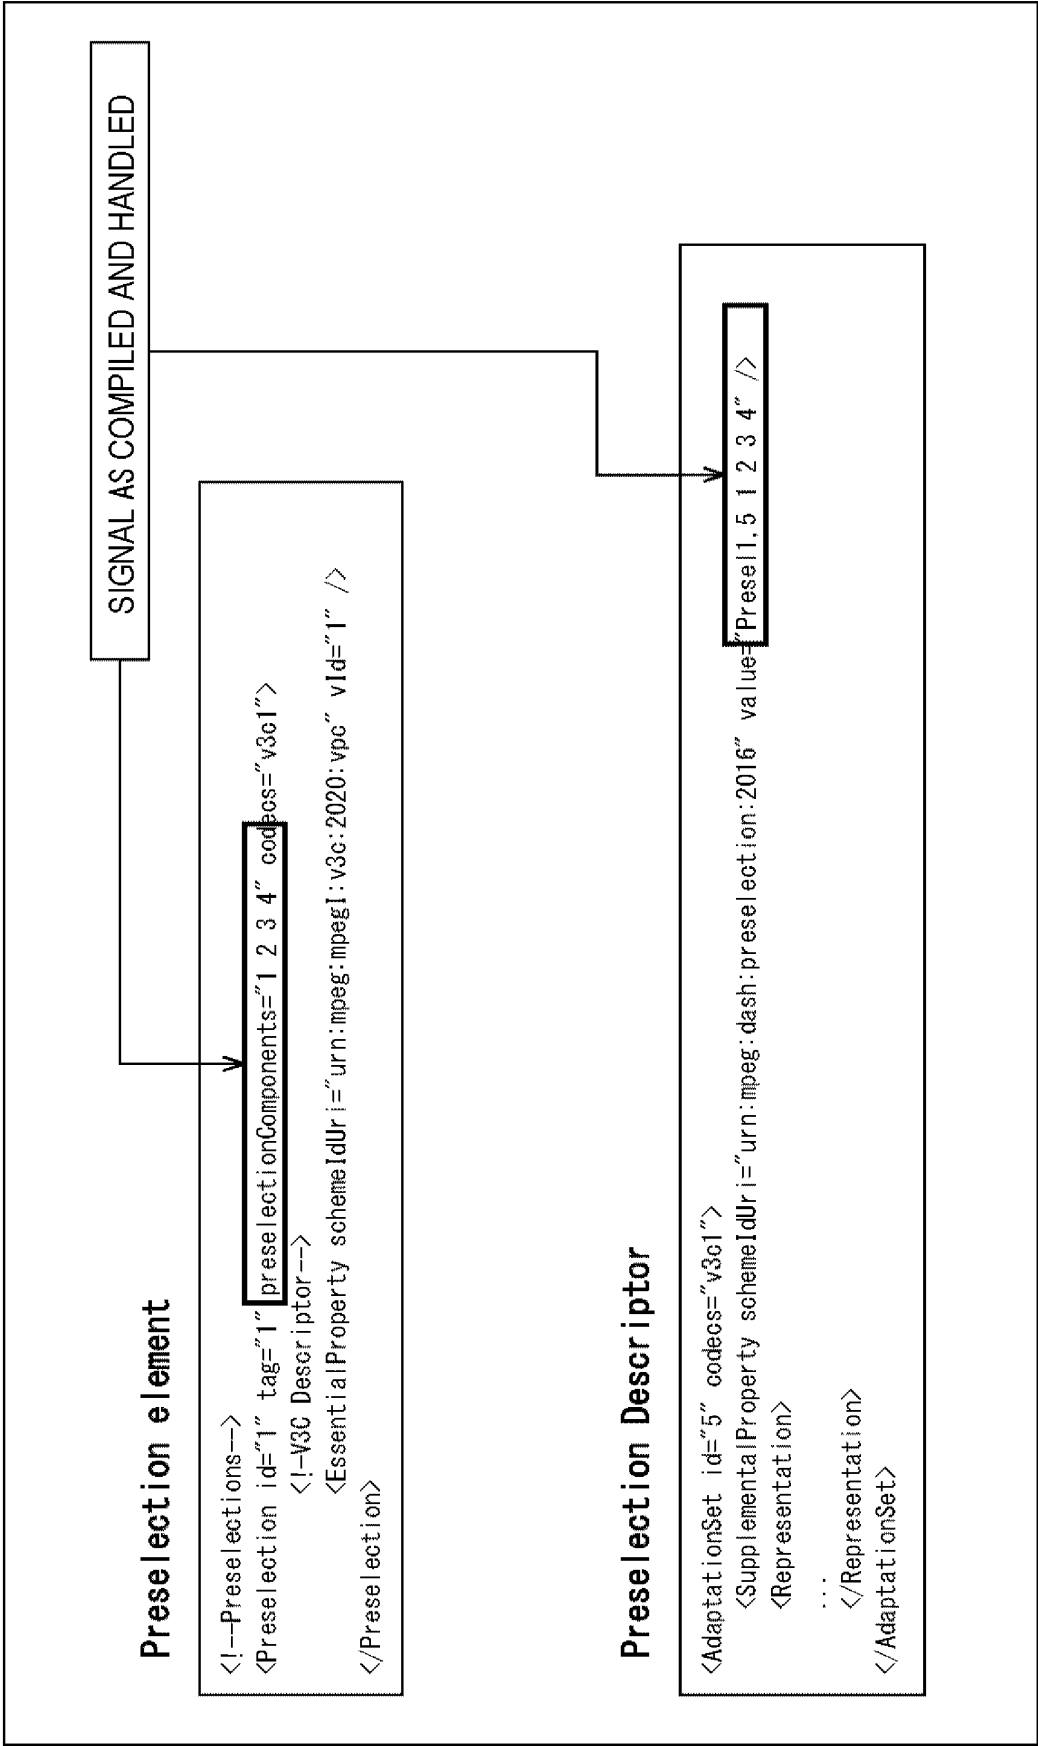 SIGNAL AS COMPILED AND HANDLED
Preselection element
<!--Preselections-->
<Preselection id="1" tag="1" preselectionComponents="1 2 3 4" codecs="v3c1">
<!-V3C Descriptor-->
<EssentialProperty schemeIdUri="urn:mpeg:mpegI:v3c:2020:vpc" vId="1" />
</Preselection>
Preselection Descriptor
<AdaptationSet id="5" codecs="v3c1">
<SupplementalProperty schemeIdUri="urn:mpeg:dash:preselection:2016" value="Presel1,5 1 2 3 4" />
<Representation>
...
</Representation>
</AdaptationSet>